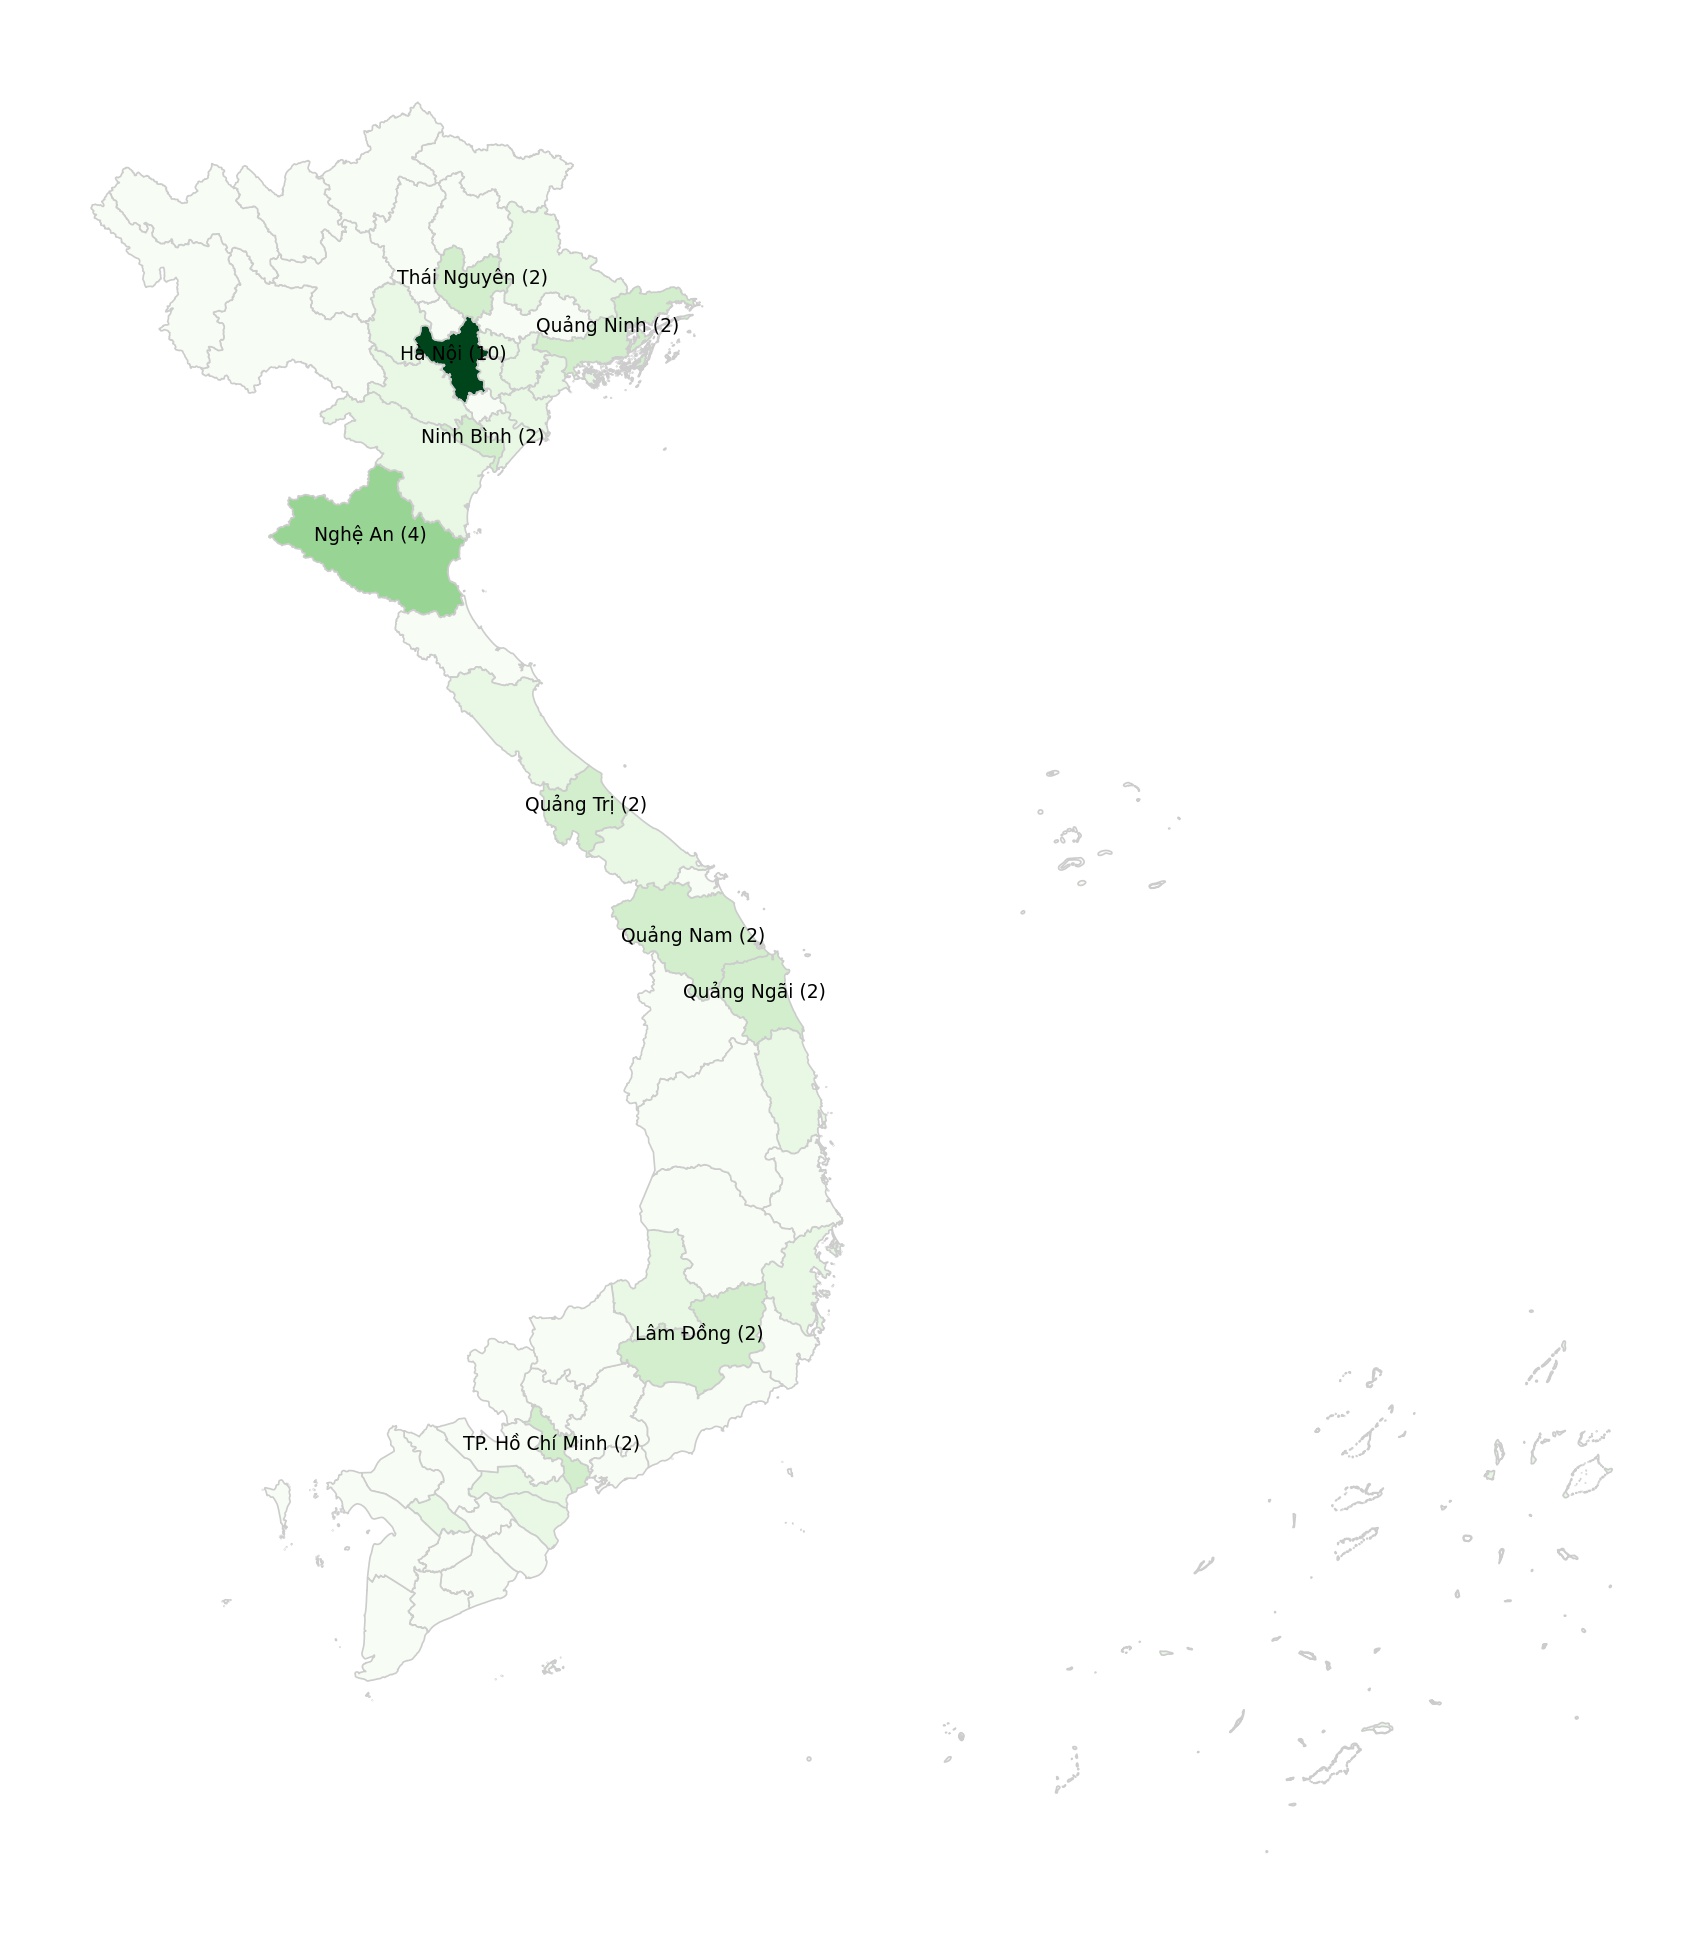 Thái Nguyên (2)
Quảng Ninh (2)
Hà Nội (10)
Ninh Bình (2)
Nghệ An (4)
Quảng Trị (2)
Quảng Nam (2)
Quảng Ngãi (2)
Lâm Đồng (2)
TP. Hồ Chí Minh (2)